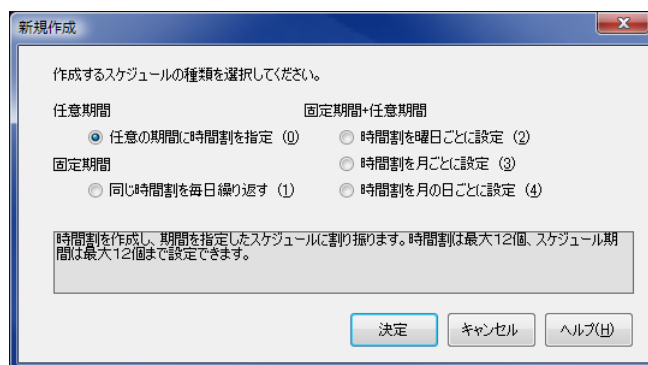 新規作成
作成するスケジュールの種類を選択してください。
任意期間
任意の期間に時間割を指定 (0)
固定期間
同じ時間割を毎日繰り返す (1)
固定期間+任意期間
時間割を曜日ごとに設定 (2)
時間割を月ごとに設定 (3)
時間割を月の日ごとに設定 (4)
時間割を作成し、期間を指定したスケジュールに割り振ります。時間割は最大12個、スケジュール期
間は最大12個まで設定できます。
決定
キャンセル
ヘルプ(H)